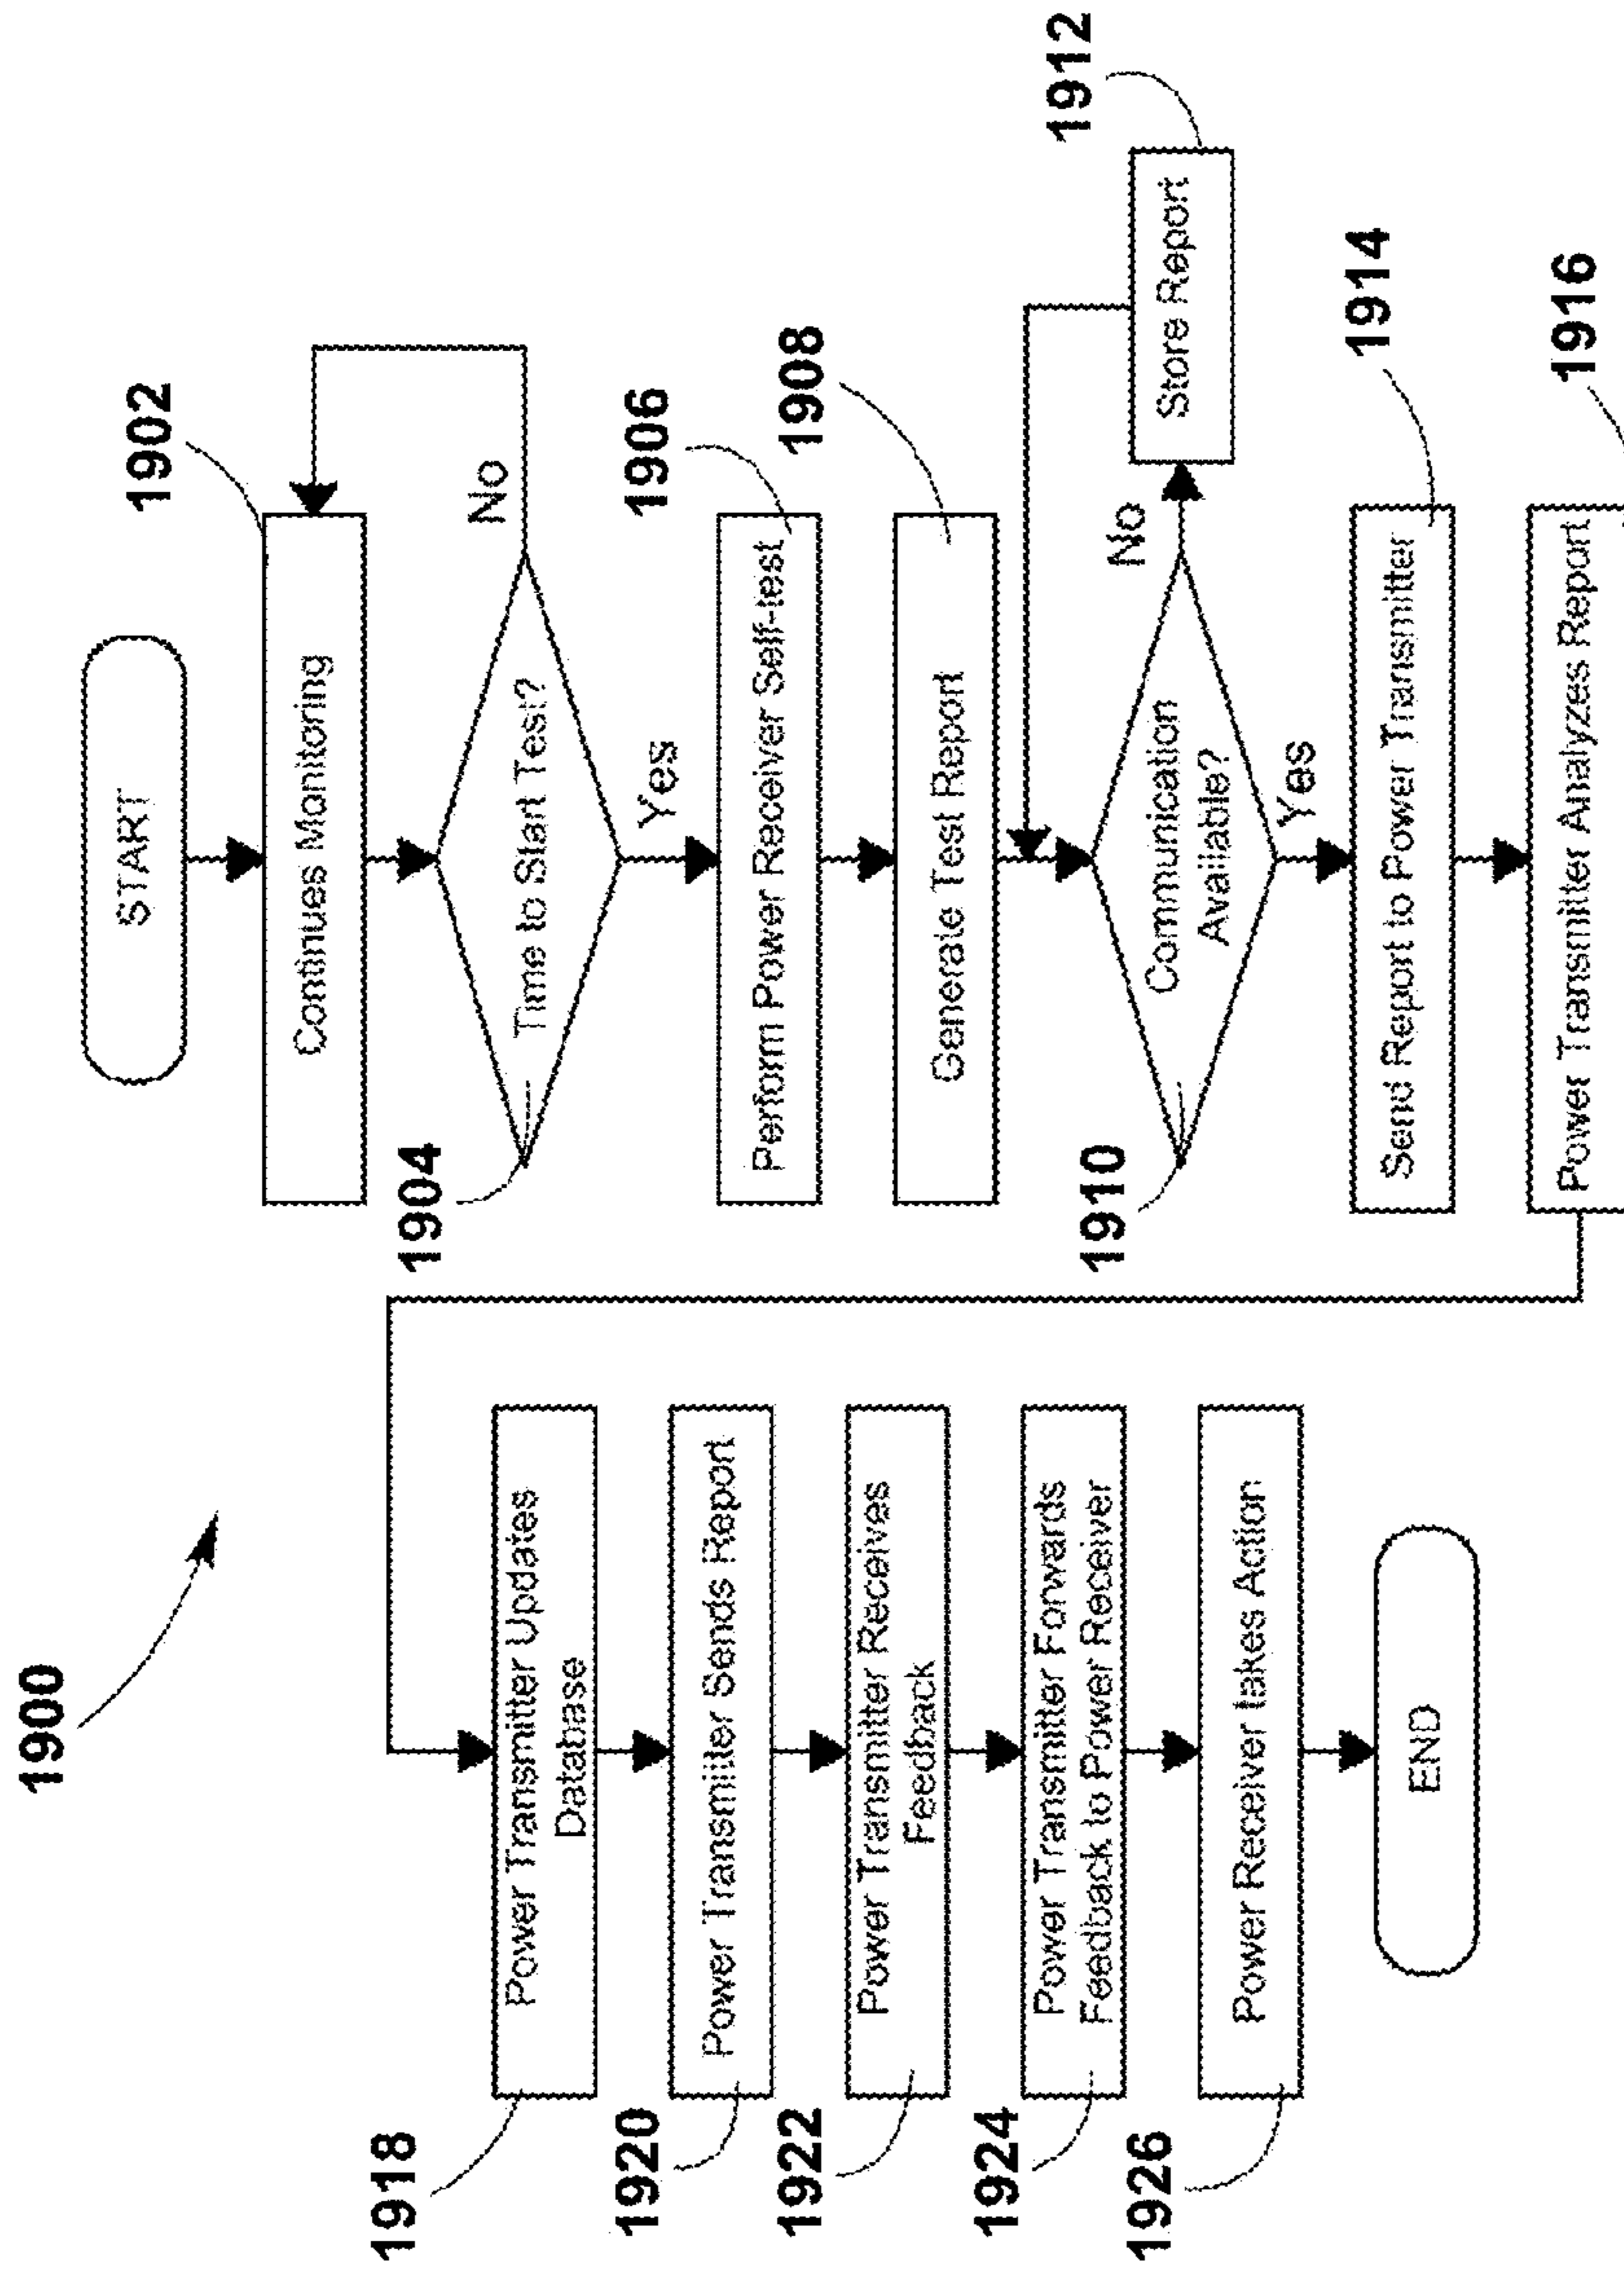 1900
START
1902
Continues Monitoring
1904
Time to Start Test?
No
Yes
1906
Perform Power Receiver Self-test
1908
Generate Test Report
1910
Communication
Available?
No
1912
Store Report
Yes
1914
Send Report to Power Transmitter
1916
Power Transmitter Analyzes Report
1918
Power Transmitter Updates
Database
1920
Power Transmitter Sends Report
1922
Power Transmitter Receives
Feedback
1924
Power Transmitter Forwards
Feedback to Power Receiver
1926
Power Receiver takes Action
END